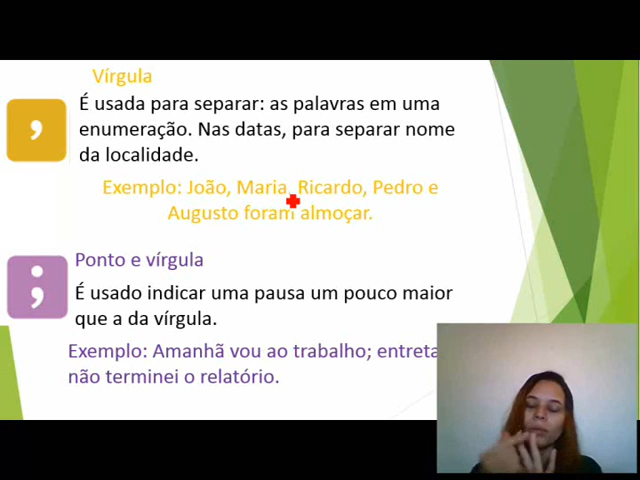 Vírgula
,
É usada para separar: as palavras em uma
enumeração. Nas datas, para separar nome
da localidade.
Exemplo: João, Maria, Ricardo, Pedro e
Augusto foram almoçar.
Ponto e vírgula
;
É usado indicar uma pausa um pouco maior
que a da vírgula.
Exemplo: Amanhã vou ao trabalho; entreta
não terminei o relatório.